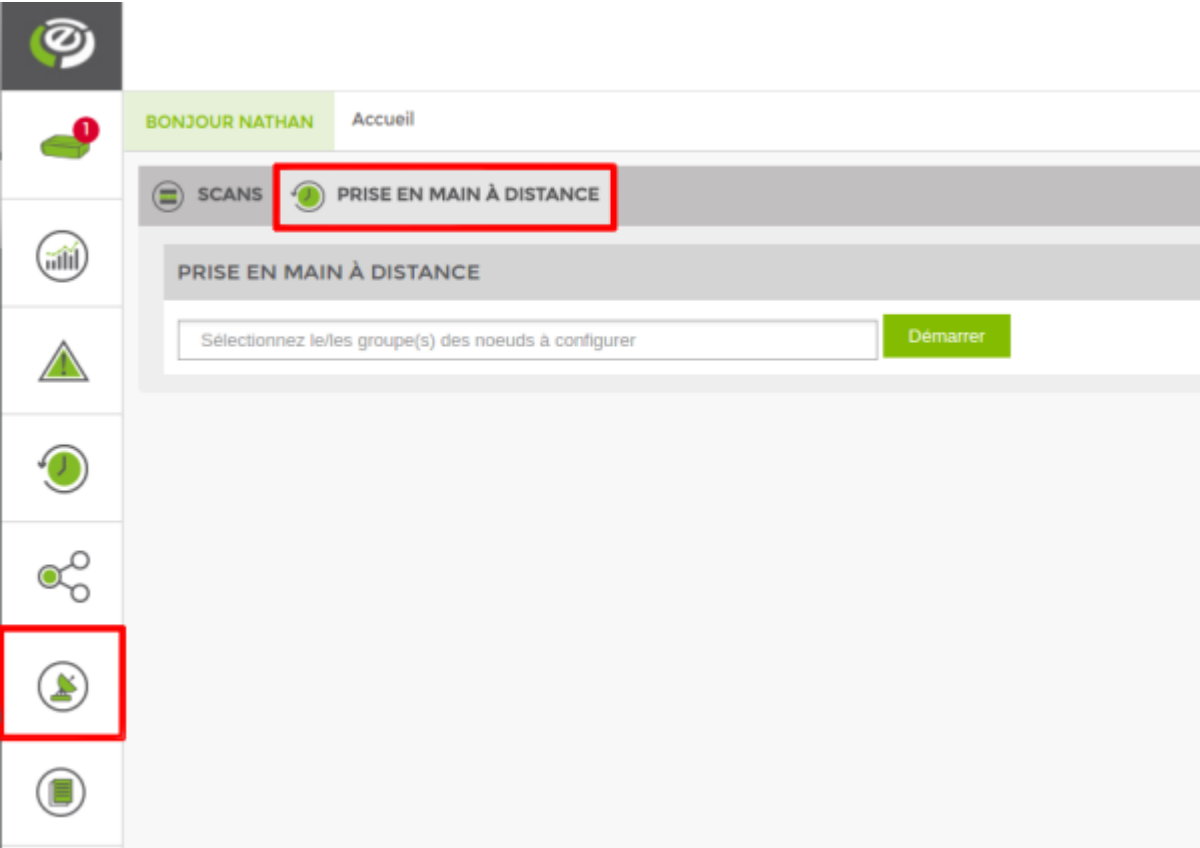 1
BONJOUR NATHAN Accueil
SCANS PRISE EN MAIN À DISTANCE
PRISE EN MAIN À DISTANCE
Sélectionnez le/les groupe(s) des noeuds à configurer Démarrer